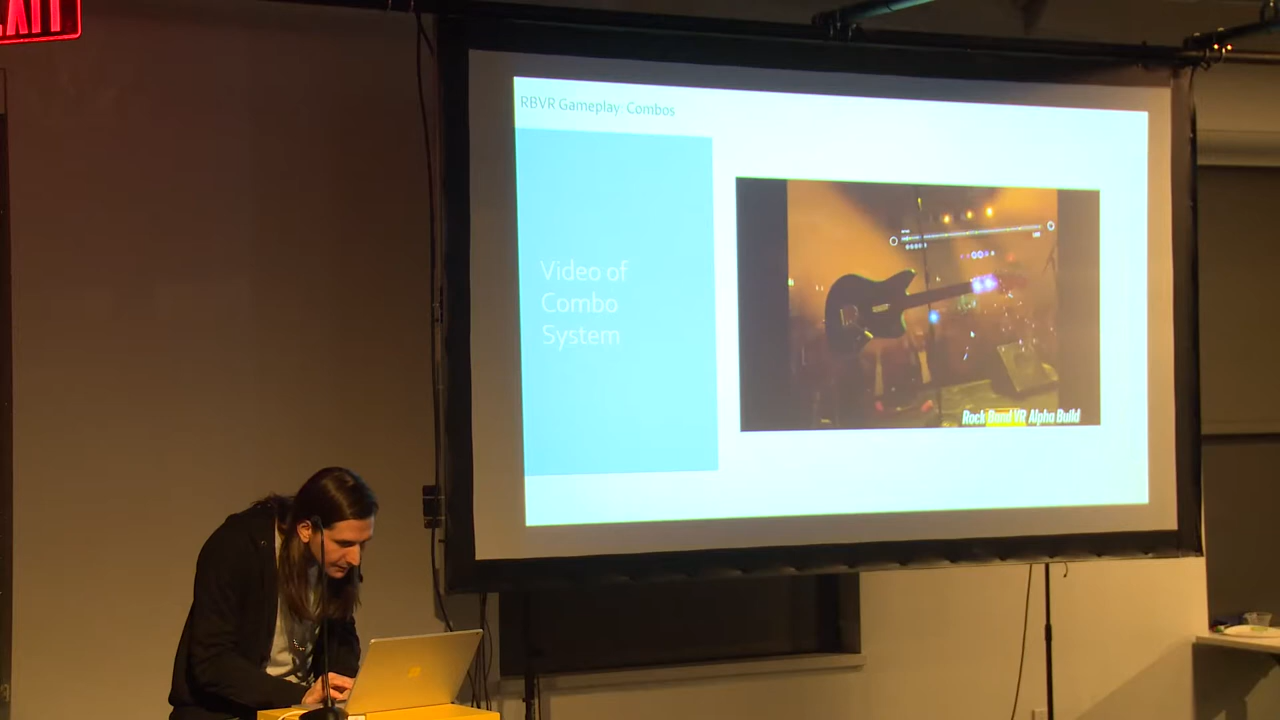 EXIT
RBVR Gameplay: Combos
Video of
Combo
System
Rock Band VR Alpha Build